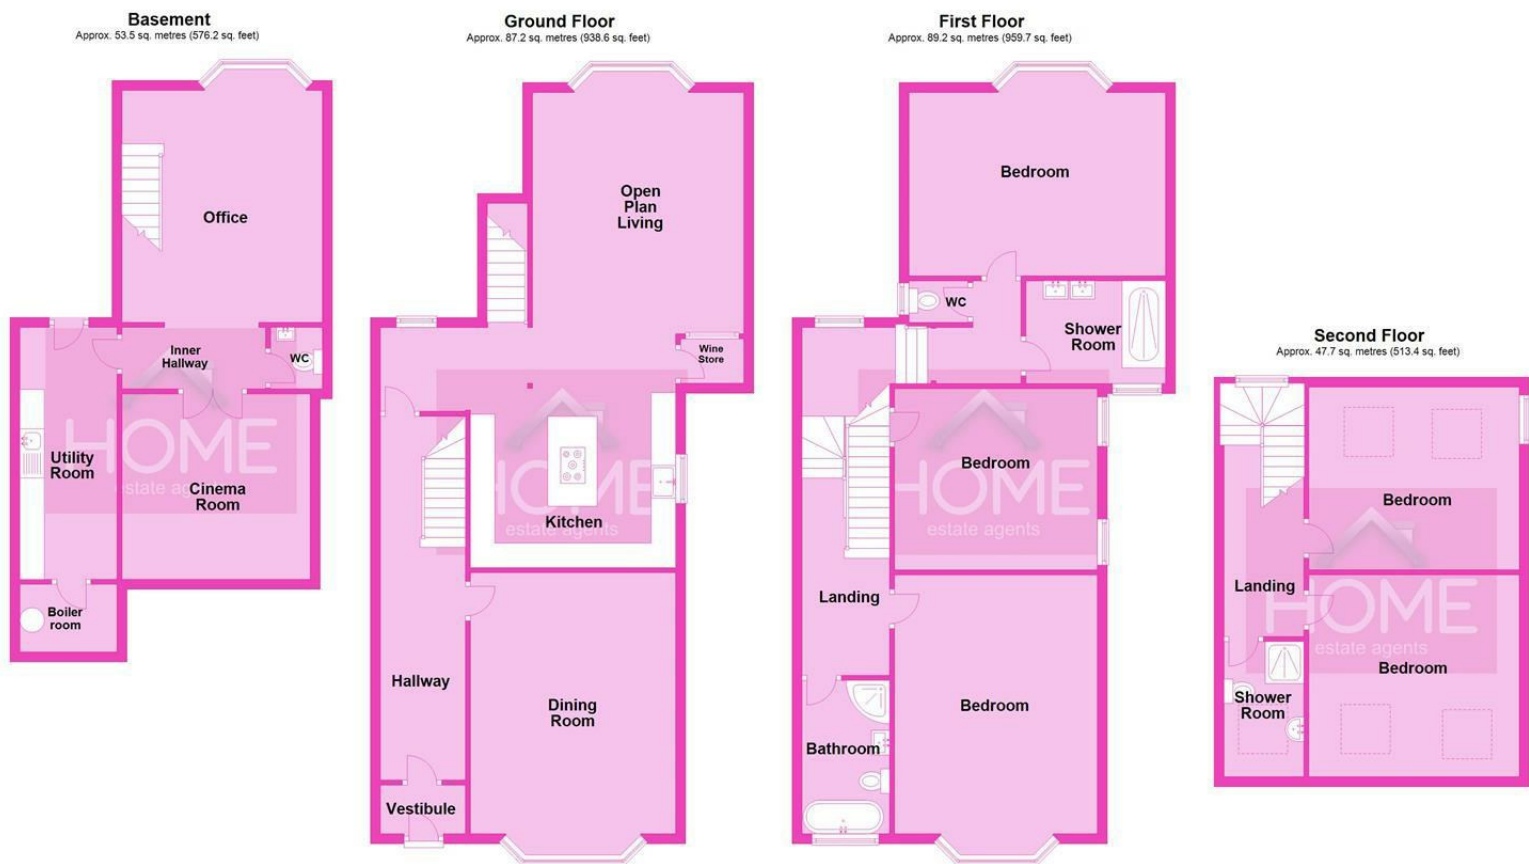 Basement
Approx. 53.5 sq. metres (576.2 sq. feet)
Office
Inner
Hallway
WC
Utility
Room
Cinema
Room
Boiler
room
HOME
estate agents
Ground Floor
Approx. 87.2 sq. metres (938.6 sq. feet)
Open
Plan
Living
Wine
Store
Kitchen
Hallway
Dining
Room
Vestibule
HOME
estate agents
First Floor
Approx. 89.2 sq. metres (959.7 sq. feet)
Bedroom
WC
Shower
Room
Bedroom
Landing
Bedroom
Bathroom
HOME
estate agents
Second Floor
Approx. 47.7 sq. metres (513.4 sq. feet)
Bedroom
Landing
Bedroom
Shower
Room
HOME
estate agents